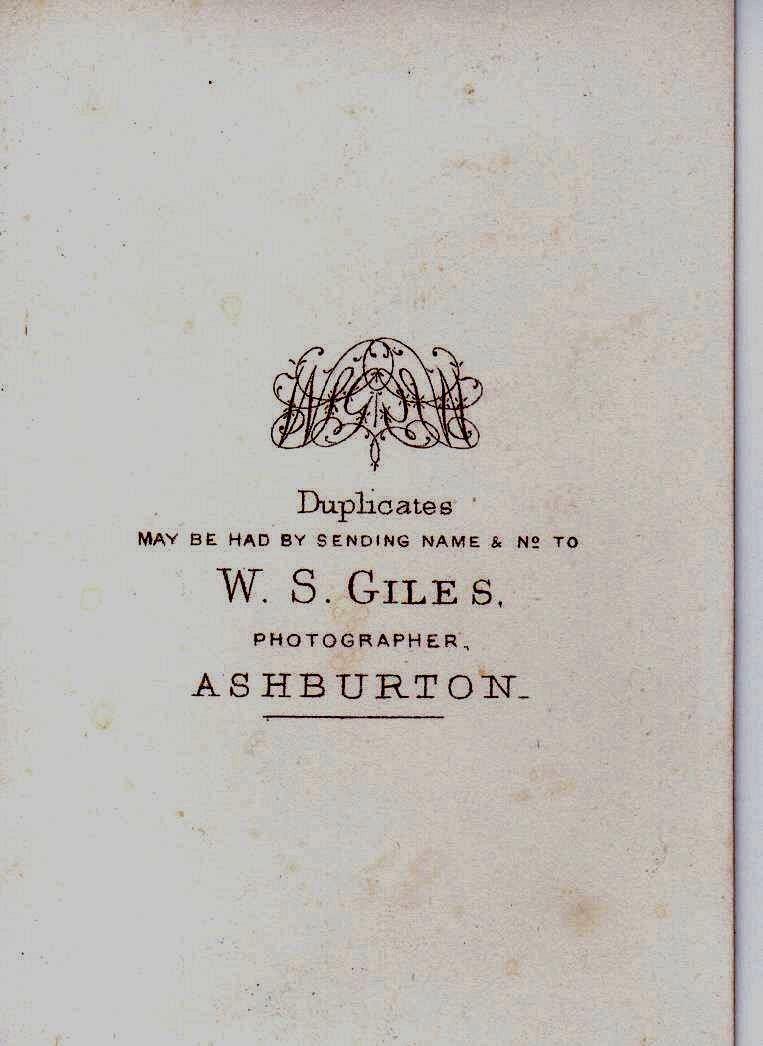 Duplicates
MAY BE HAD BY SENDING NAME & Nº TO
W. S. GILES,
PHOTOGRAPHER,
ASHBURTON.